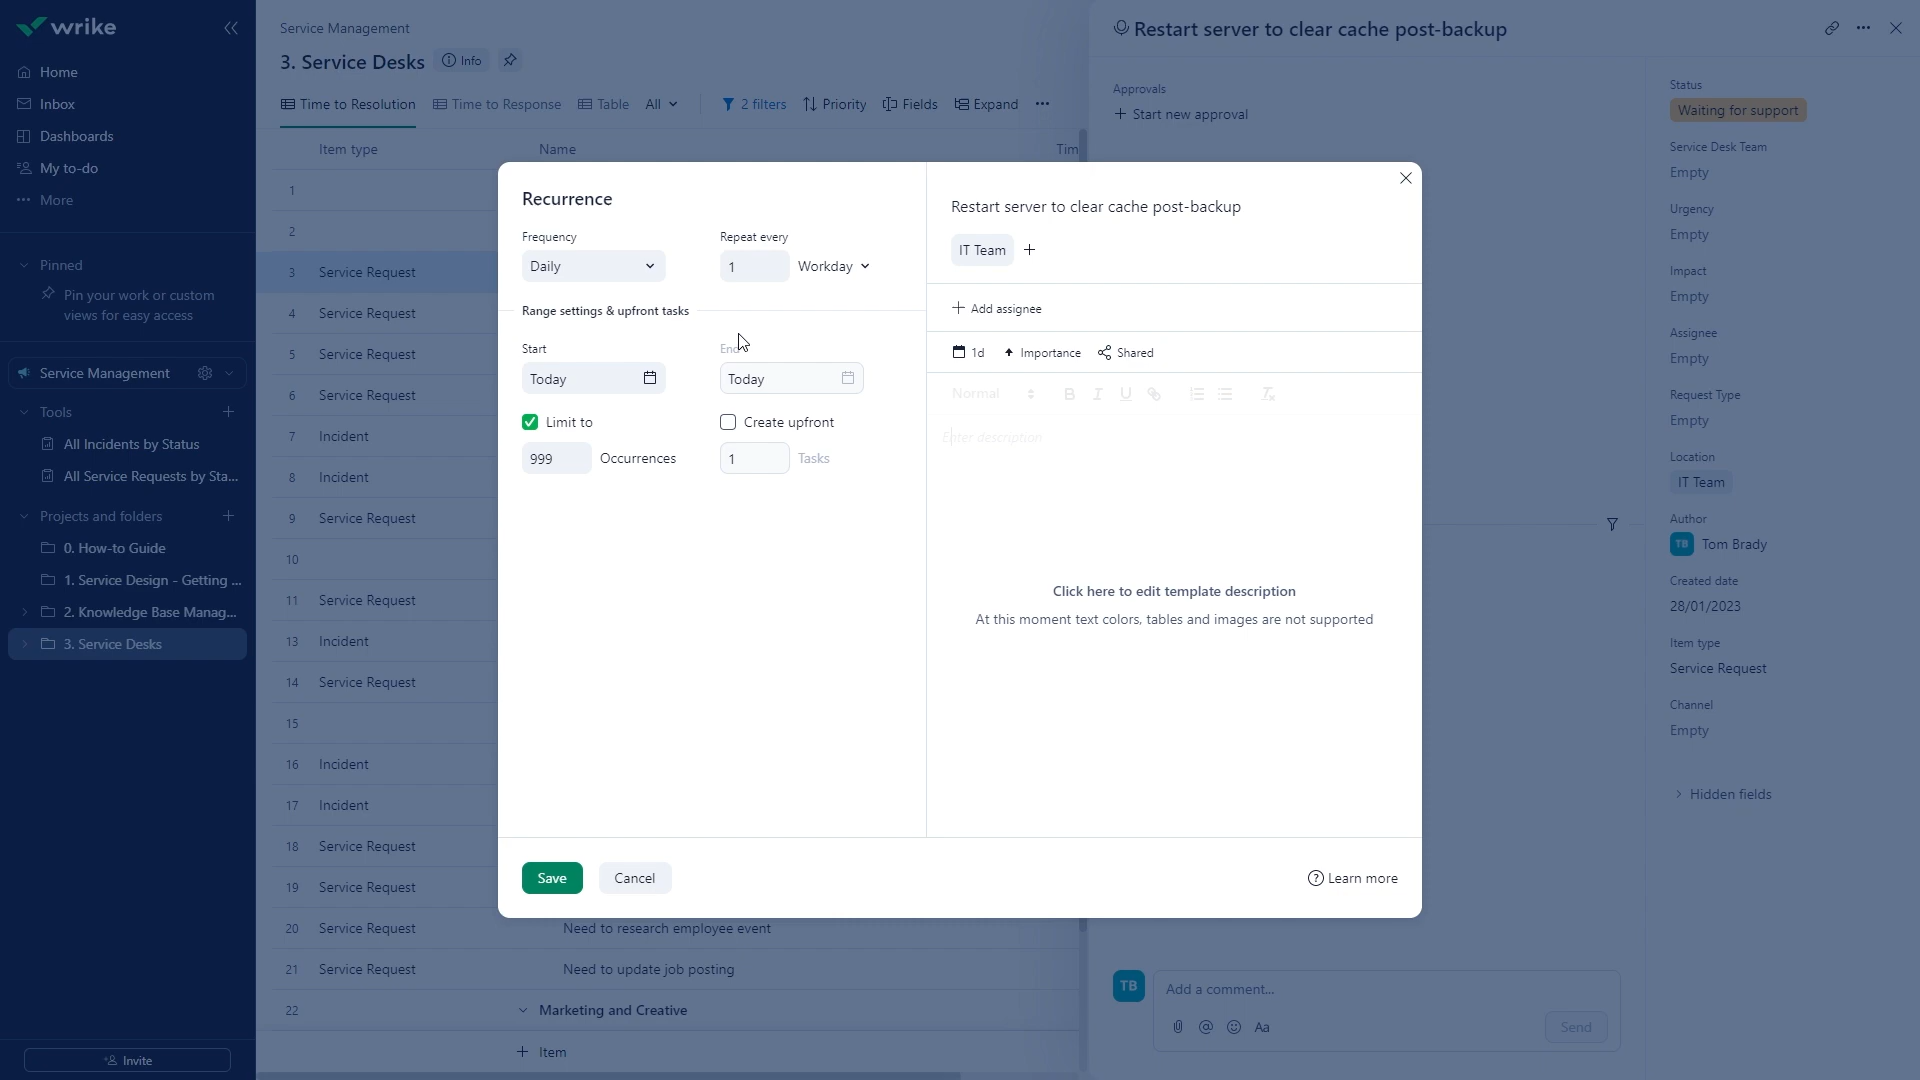 wrike
Home
Inbox
Dashboards
My to-do
More
Pinned
Pin your work or custom
views for easy access
Service Management
Tools
All Incidents by Status
All Service Requests by Sta...
Projects and folders
0. How-to Guide
1. Service Design - Getting ...
2. Knowledge Base Manag...
3. Service Desks
Invite
Service Management
3. Service Desks Info
Time to Resolution Time to Response Table All 2 filters Priority Fields Expand
Item type Name Tim
1
2
3 Service Request
4 Service Request
5 Service Request
6 Service Request
7 Incident
8 Incident
9 Service Request
10
11 Service Request
13 Incident
14 Service Request
15
16 Incident
17 Incident
18 Service Request
19 Service Request
20 Service Request Need to research employee event
21 Service Request Need to update job posting
22 Marketing and Creative
Item
Recurrence
Frequency Repeat every
Daily 1 Workday
Range settings & upfront tasks
Start End
Today Today
Limit to Create upfront
999 Occurrences 1 Tasks
Save Cancel
Restart server to clear cache post-backup
IT Team
Add assignee
1d Importance Shared
Normal B I U
Enter description
Click here to edit template description
At this moment text colors, tables and images are not supported
? Learn more
Restart server to clear cache post-backup
Approvals
Start new approval
TB Add a comment...
@ Aa Send
Status
Waiting for support
Service Desk Team
Empty
Urgency
Empty
Impact
Empty
Assignee
Empty
Request Type
Empty
Location
IT Team
Author
TB Tom Brady
Created date
28/01/2023
Item type
Service Request
Channel
Empty
Hidden fields